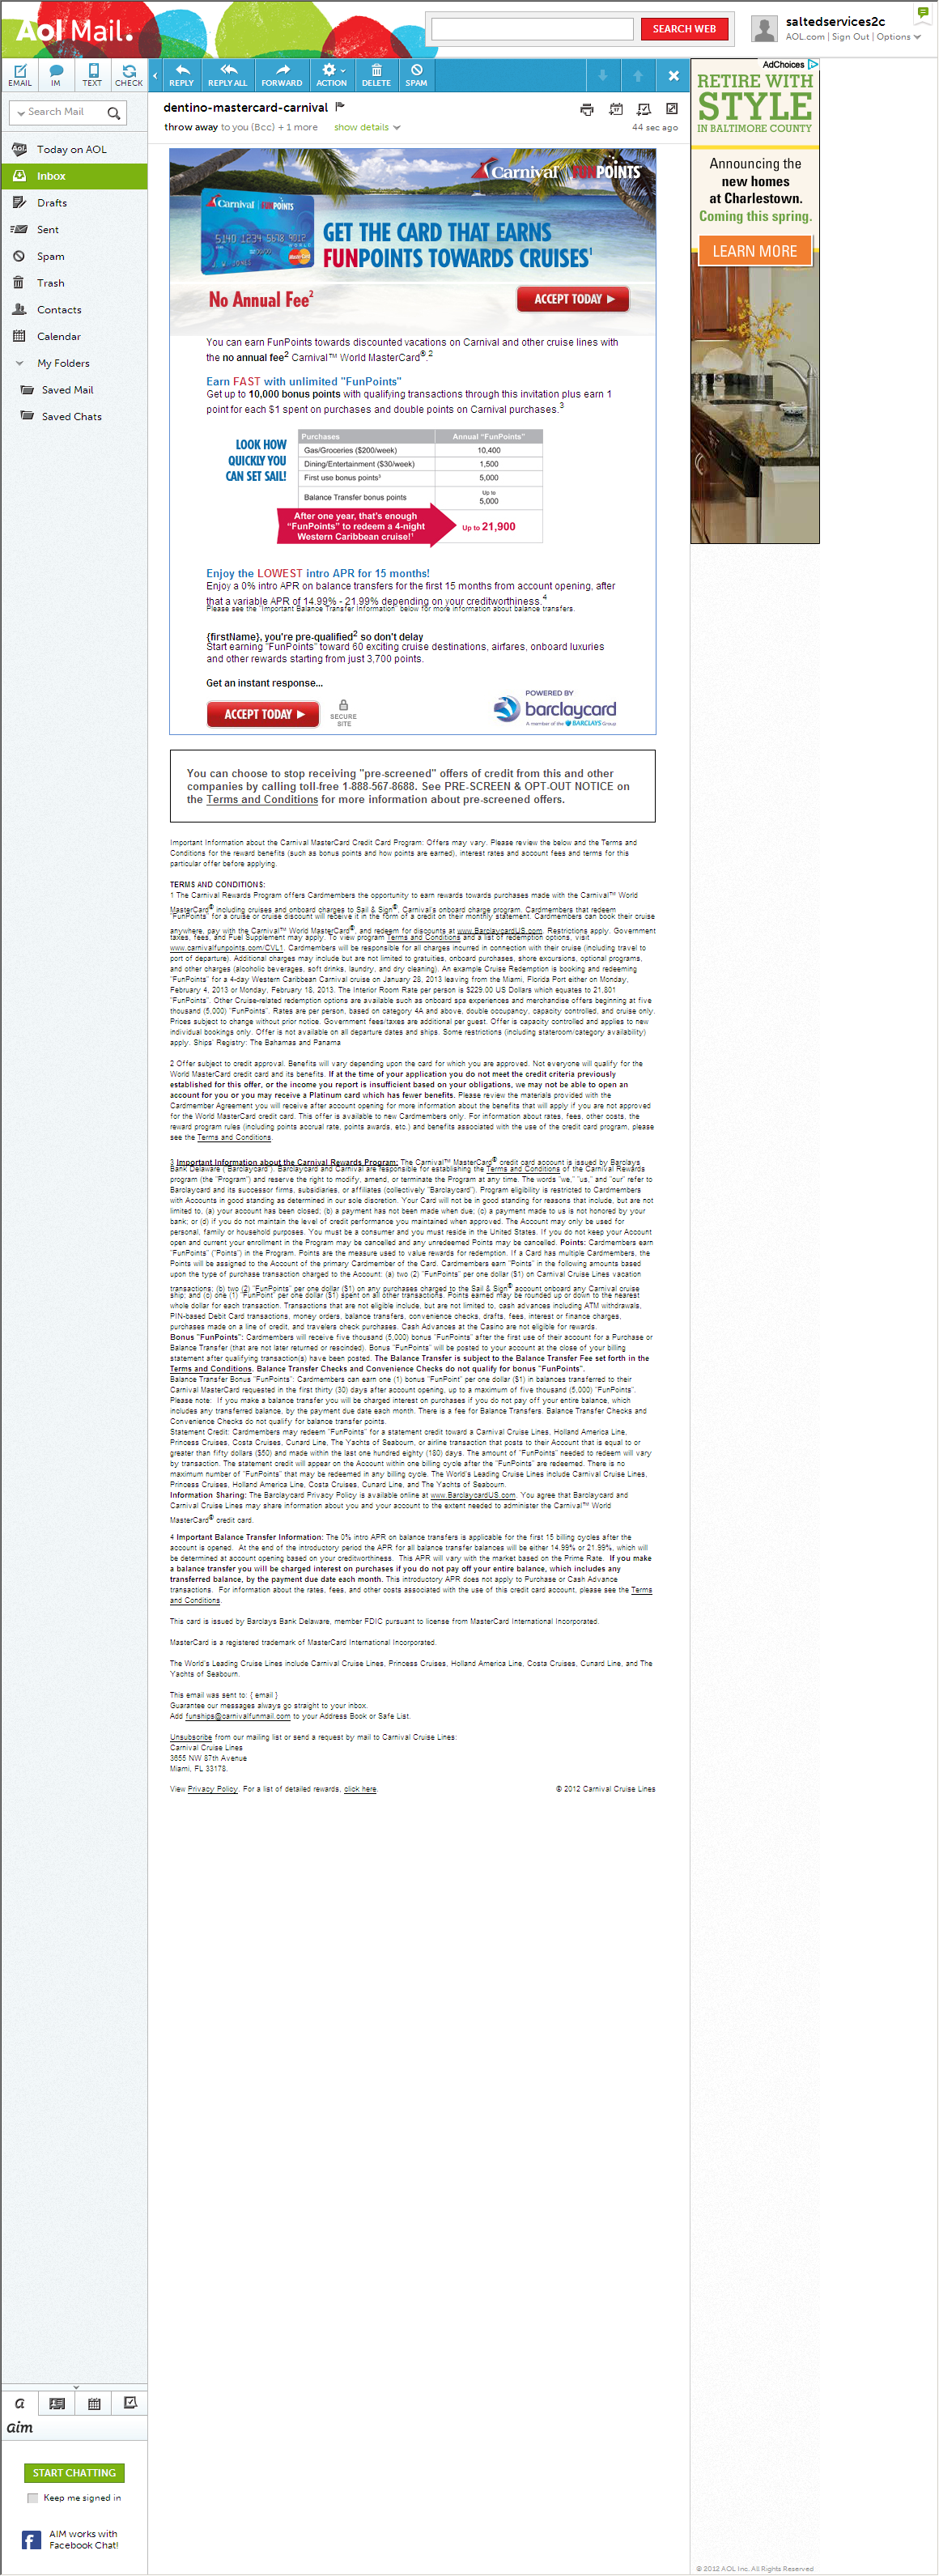 Aol Mail.
SEARCH WEB
saltedservices2c
AOL.com | Sign Out | Options
EMAIL IM TEXT CHECK
REPLY REPLY ALL FORWARD ACTION DELETE SPAM
Search Mail
Today on AOL
Inbox
Drafts
Sent
Spam
Trash
Contacts
Calendar
My Folders
Saved Mail
Saved Chats
dentino-mastercard-carnival
throw away to you (Bcc) + 1 more show details
44 sec ago
Carnival FUNPOINTS
Carnival FUNPOINTS
5140 1234 5678 9012
GET THE CARD THAT EARNS
FUNPOINTS TOWARDS CRUISES1
No Annual Fee2
ACCEPT TODAY
You can earn FunPoints towards discounted vacations on Carnival and other cruise lines with
the no annual fee2 Carnival™ World MasterCard®.2
Earn FAST with unlimited "FunPoints"
Get up to 10,000 bonus points with qualifying transactions through this invitation plus earn 1
point for each $1 spent on purchases and double points on Carnival purchases.3
LOOK HOW
QUICKLY YOU
CAN SET SAIL!
Purchases Annual "FunPoints"
Gas/Groceries ($200/week) 10,400
Dining/Entertainment ($30/week) 1,500
First use bonus points3 5,000
Balance Transfer bonus points Up to 5,000
After one year, that's enough
"FunPoints" to redeem a 4-night
Western Caribbean cruise!1
Up to 21,900
Enjoy the LOWEST intro APR for 15 months!
Enjoy a 0% intro APR on balance transfers for the first 15 months from account opening, after
that a variable APR of 14.99% - 21.99% depending on your creditworthiness.4
Please see the "Important Balance Transfer Information" below for more information about balance transfers.
{firstName}, you're pre-qualified2 so don't delay
Start earning "FunPoints" toward 60 exciting cruise destinations, airfares, onboard luxuries
and other rewards starting from just 3,700 points.
Get an instant response...
ACCEPT TODAY
SECURE
SITE
POWERED BY
barclaycard
A member of the BARCLAYS Group
You can choose to stop receiving "pre-screened" offers of credit from this and other
companies by calling toll-free 1-888-567-8688. See PRE-SCREEN & OPT-OUT NOTICE on
the Terms and Conditions for more information about pre-screened offers.
Important Information about the Carnival MasterCard Credit Card Program: Offers may vary. Please review the below and the Terms and
Conditions for the reward benefits (such as bonus points and how points are earned), interest rates and account fees and terms for this
particular offer before applying.
TERMS AND CONDITIONS:
1 The Carnival Rewards Program offers Cardmembers the opportunity to earn rewards towards purchases made with the Carnival™ World
MasterCard® including cruises and onboard charges to Sail & Sign®, Carnival's onboard charge program. Cardmembers that redeem
"FunPoints" for a cruise or cruise discount will receive it in the form of a credit on their monthly statement. Cardmembers can book their cruise
anywhere, pay with the Carnival™ World MasterCard®, and redeem for discounts at www.BarclaycardUS.com. Restrictions apply. Government
taxes, fees, and Fuel Supplement may apply. To view program Terms and Conditions and a list of redemption options, visit
www.carnivalfunpoints.com/CVL1. Cardmembers will be responsible for all charges incurred in connection with their cruise (including travel to
port of departure). Additional charges may include but are not limited to gratuities, onboard purchases, shore excursions, optional programs,
and other charges (alcoholic beverages, soft drinks, laundry, and dry cleaning). An example Cruise Redemption is booking and redeeming
"FunPoints" for a 4-day Western Caribbean Carnival cruise on January 28, 2013 leaving from the Miami, Florida Port either on Monday,
February 4, 2013 or Monday, February 18, 2013. The Interior Room Rate per person is $229.00 US Dollars which equates to 21,801
"FunPoints". Other Cruise-related redemption options are available such as onboard spa experiences and merchandise offers beginning at five
thousand (5,000) "FunPoints". Rates are per person, based on category 4A and above, double occupancy, capacity controlled, and cruise only.
Prices subject to change without prior notice. Government fees/taxes are additional per guest. Offer is capacity controlled and applies to new
individual bookings only. Offer is not available on all departure dates and ships. Some restrictions (including stateroom/category availability)
apply. Ships' Registry: The Bahamas and Panama
2 Offer subject to credit approval. Benefits will vary depending upon the card for which you are approved. Not everyone will qualify for the
World MasterCard credit card and its benefits. If at the time of your application you do not meet the credit criteria previously
established for this offer, or the income you report is insufficient based on your obligations, we may not be able to open an
account for you or you may receive a Platinum card which has fewer benefits. Please review the materials provided with the
Cardmember Agreement you will receive after account opening for more information about the benefits that will apply if you are not approved
for the World MasterCard credit card. This offer is available to new Cardmembers only. For information about rates, fees, other costs, the
reward program rules (including points accrual rate, points awards, etc.) and benefits associated with the use of the credit card program, please
see the Terms and Conditions.
3 Important Information about the Carnival Rewards Program: The Carnival™ MasterCard® credit card account is issued by Barclays
Bank Delaware ("Barclaycard"). Barclaycard and Carnival are responsible for establishing the Terms and Conditions of the Carnival Rewards
program (the "Program") and reserve the right to modify, amend, or terminate the Program at any time. The words "we," "us," and "our" refer to
Barclaycard and its successor firms, subsidiaries, or affiliates (collectively "Barclaycard"). Program eligibility is restricted to Cardmembers
with Accounts in good standing as determined in our sole discretion. Your Card will not be in good standing for reasons that include, but are not
limited to, (a) your account has been closed; (b) a payment has not been made when due; (c) a payment made to us is not honored by your
bank; or (d) if you do not maintain the level of credit performance you maintained when approved. The Account may only be used for
personal, family or household purposes. You must be a consumer and you must reside in the United States. If you do not keep your Account
open and current your enrollment in the Program may be cancelled and any unredeemed Points may be cancelled. Points: Cardmembers earn
"FunPoints" ("Points") in the Program. Points are the measure used to value rewards for redemption. If a Card has multiple Cardmembers, the
Points will be assigned to the Account of the primary Cardmember of the Card. Cardmembers earn "Points" in the following amounts based
upon the type of purchase transaction charged to the Account: (a) two (2) "FunPoints" per one dollar ($1) on Carnival Cruise Lines vacation
transactions; (b) two (2) "FunPoints" per one dollar ($1) on any purchases charged to the Sail & Sign® account onboard any Carnival cruise
ship; and (c) one (1) "FunPoint" per one dollar ($1) spent on all other transactions. Points earned may be rounded up or down to the nearest
whole dollar for each transaction. Transactions that are not eligible include, but are not limited to, cash advances including ATM withdrawals,
PIN-based Debit Card transactions, money orders, balance transfers, convenience checks, drafts, fees, interest or finance charges,
purchases made on a line of credit, and travelers check purchases. Cash Advances at the Casino are not eligible for rewards.
Bonus "FunPoints": Cardmembers will receive five thousand (5,000) bonus "FunPoints" after the first use of their account for a Purchase or
Balance Transfer (that are not later returned or rescinded). Bonus "FunPoints" will be posted to your account at the close of your billing
statement after qualifying transaction(s) have been posted. The Balance Transfer is subject to the Balance Transfer Fee set forth in the
Terms and Conditions. Balance Transfer Checks and Convenience Checks do not qualify for bonus "FunPoints".
Balance Transfer Bonus "FunPoints": Cardmembers can earn one (1) bonus "FunPoint" per one dollar ($1) in balances transferred to their
Carnival MasterCard requested in the first thirty (30) days after account opening, up to a maximum of five thousand (5,000) "FunPoints".
Please note: If you make a balance transfer you will be charged interest on purchases if you do not pay off your entire balance, which
includes any transferred balance, by the payment due date each month. There is a fee for Balance Transfers. Balance Transfer Checks and
Convenience Checks do not qualify for balance transfer points.
Statement Credit: Cardmembers may redeem "FunPoints" for a statement credit toward a Carnival Cruise Lines, Holland America Line,
Princess Cruises, Costa Cruises, Cunard Line, The Yachts of Seabourn, or airline transaction that posts to their Account that is equal to or
greater than fifty dollars ($50) and made within the last one hundred eighty (180) days. The amount of "FunPoints" needed to redeem will vary
by transaction. The statement credit will appear on the Account within one billing cycle after the "FunPoints" are redeemed. There is no
maximum number of "FunPoints" that may be redeemed in any billing cycle. The World's Leading Cruise Lines include Carnival Cruise Lines,
Princess Cruises, Holland America Line, Costa Cruises, Cunard Line, and The Yachts of Seabourn.
Information Sharing: The Barclaycard Privacy Policy is available online at www.BarclaycardUS.com. You agree that Barclaycard and
Carnival Cruise Lines may share information about you and your account to the extent needed to administer the Carnival™ World
MasterCard® credit card.
4 Important Balance Transfer Information: The 0% intro APR on balance transfers is applicable for the first 15 billing cycles after the
account is opened. At the end of the introductory period the APR for all balance transfer balances will be either 14.99% or 21.99%, which will
be determined at account opening based on your creditworthiness. This APR will vary with the market based on the Prime Rate. If you make
a balance transfer you will be charged interest on purchases if you do not pay off your entire balance, which includes any
transferred balance, by the payment due date each month. This introductory APR does not apply to Purchase or Cash Advance
transactions. For information about the rates, fees, and other costs associated with the use of this credit card account, please see the Terms
and Conditions.
This card is issued by Barclays Bank Delaware, member FDIC pursuant to license from MasterCard International Incorporated.
MasterCard is a registered trademark of MasterCard International Incorporated.
The World's Leading Cruise Lines include Carnival Cruise Lines, Princess Cruises, Holland America Line, Costa Cruises, Cunard Line, and The
Yachts of Seabourn.
This email was sent to: { email }
Guarantee our messages always go straight to your inbox.
Add funships@carnivalfunmail.com to your Address Book or Safe List.
Unsubscribe from our mailing list or send a request by mail to Carnival Cruise Lines:
Carnival Cruise Lines
3655 NW 87th Avenue
Miami, FL 33178.
View Privacy Policy. For a list of detailed rewards, click here. © 2012 Carnival Cruise Lines
AdChoices
RETIRE WITH
STYLE
IN BALTIMORE COUNTY
Announcing the
new homes
at Charlestown.
Coming this spring.
LEARN MORE
a
aim
START CHATTING
Keep me signed in
AIM works with
Facebook Chat!
© 2012 AOL Inc. All Rights Reserved